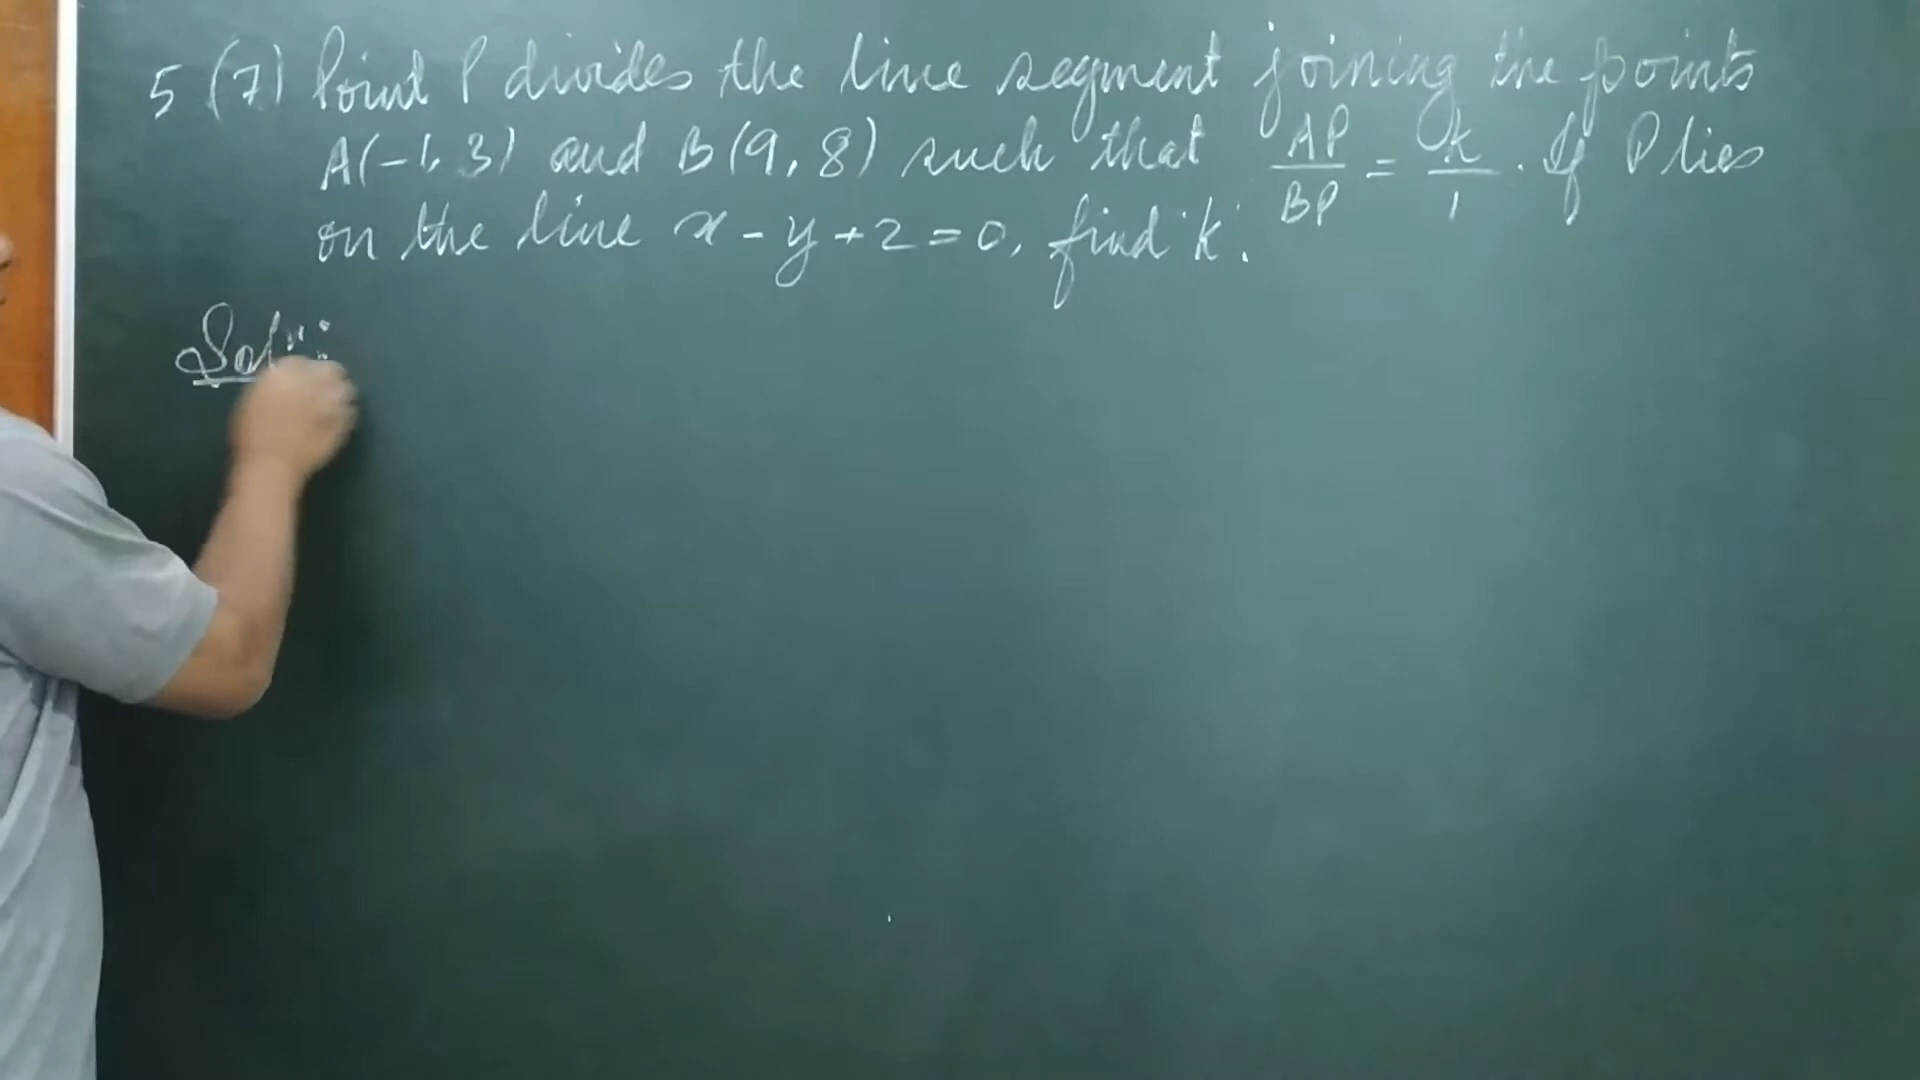 5 (7) Point P divides the line segment joining the points
A(-1, 3) and B(9, 8) such that AP/BP = k/1. If P lies
on the line x - y + 2 = 0, find 'k'.
Soln: